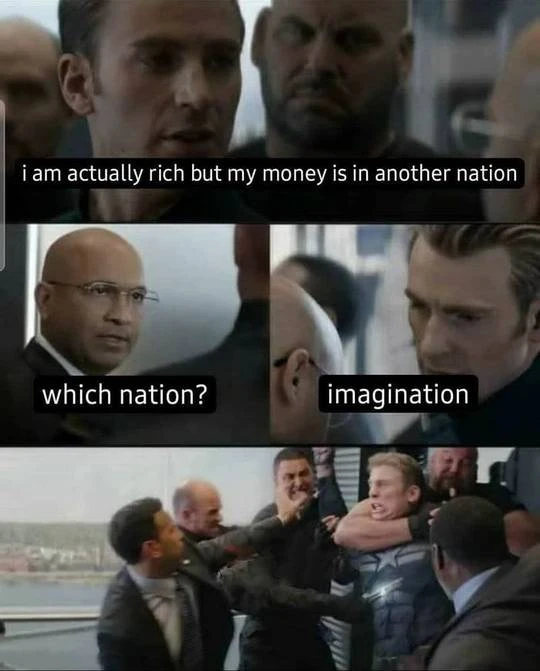 i am actually rich but my money is in another nation
which nation?
imagination